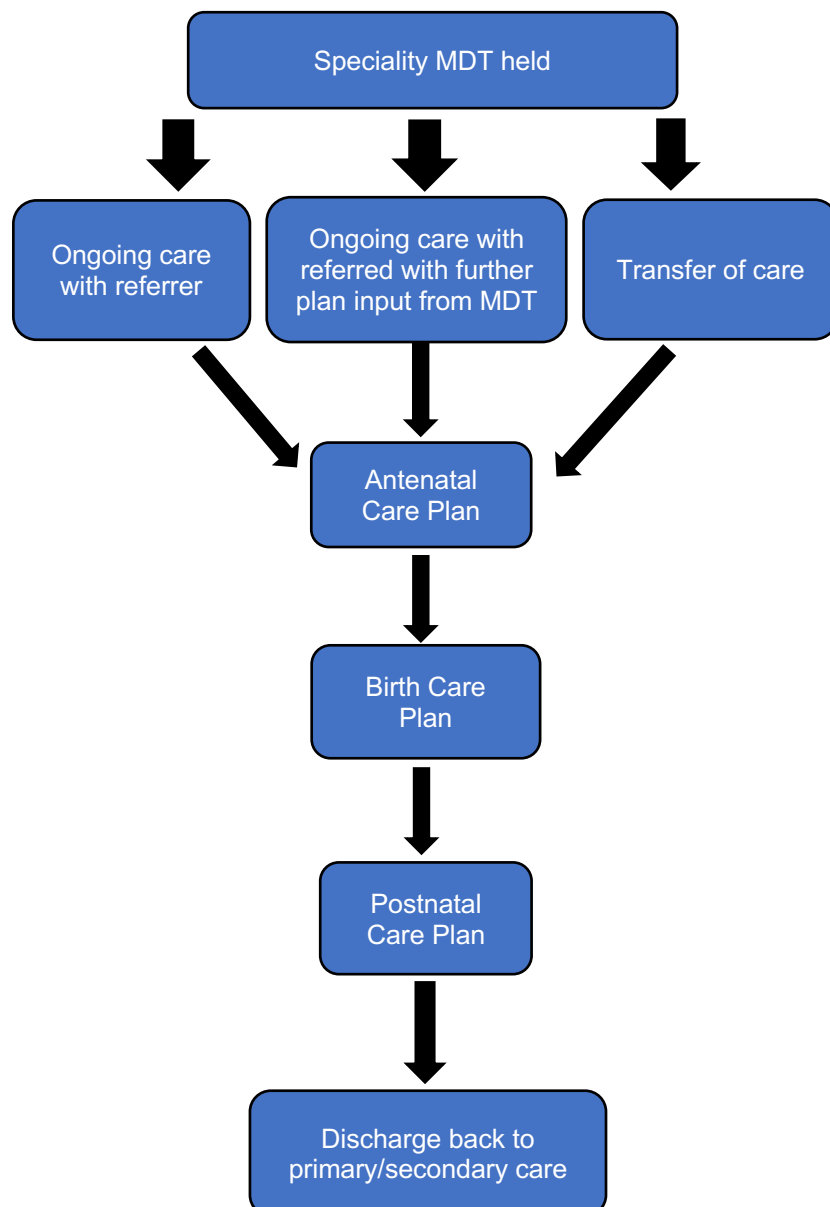 Speciality MDT held
Ongoing care
with referrer
Ongoing care with
referred with further
plan input from MDT
Transfer of care
Antenatal
Care Plan
Birth Care
Plan
Postnatal
Care Plan
Discharge back to
primary/secondary care